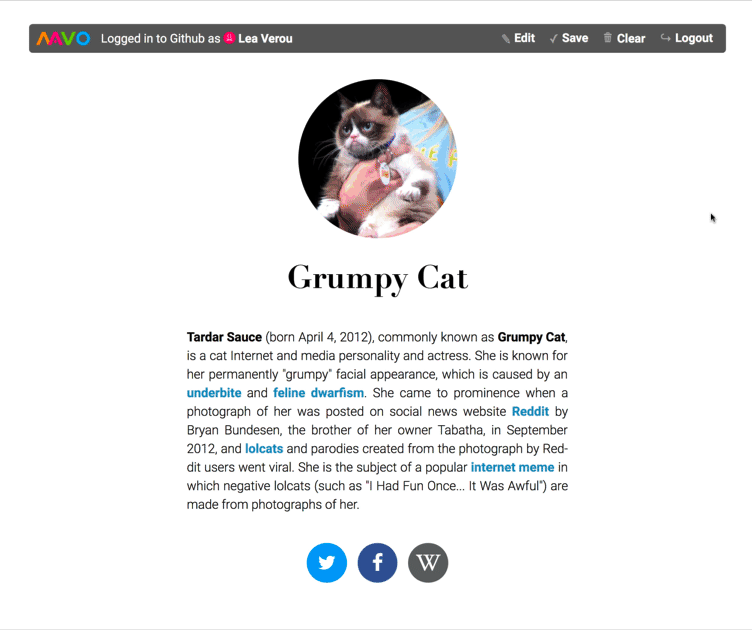 MAVO Logged in to Github as Lea Verou Edit Save Clear Logout
Grumpy Cat
Tardar Sauce (born April 4, 2012), commonly known as Grumpy Cat,
is a cat Internet and media personality and actress. She is known for
her permanently "grumpy" facial appearance, which is caused by an
underbite and feline dwarfism. She came to prominence when a
photograph of her was posted on social news website Reddit by
Bryan Bundesen, the brother of her owner Tabatha, in September
2012, and lolcats and parodies created from the photograph by Red-
dit users went viral. She is the subject of a popular internet meme in
which negative lolcats (such as "I Had Fun Once... It Was Awful") are
made from photographs of her.
W